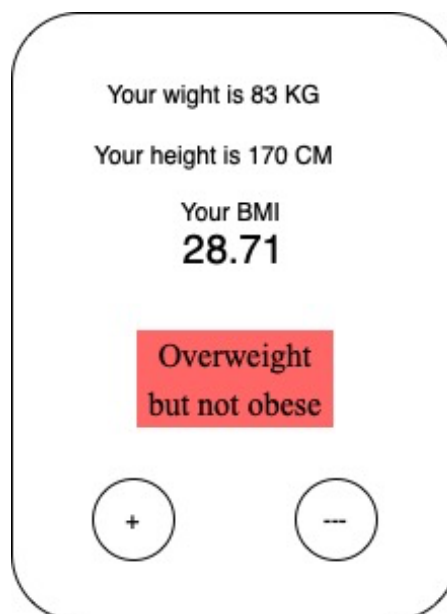 Your wight is 83 KG
Your height is 170 CM
Your BMI
28.71
Overweight
but not obese
+
---